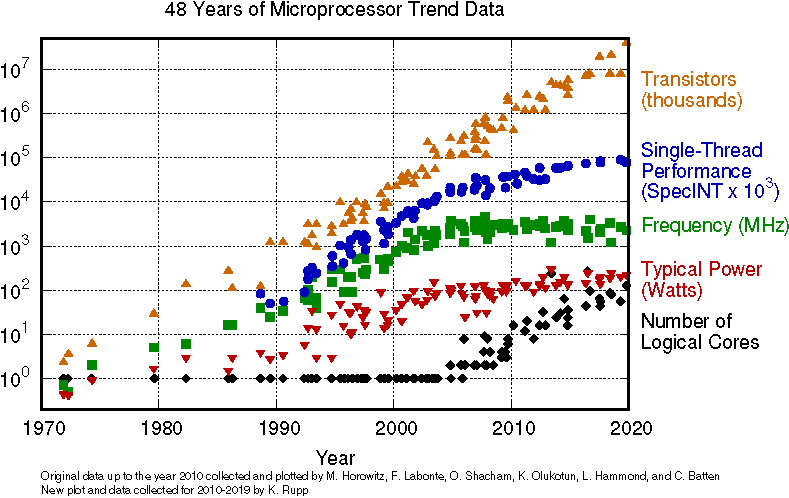 48 Years of Microprocessor Trend Data
10^7
10^6
10^5
10^4
10^3
10^2
10^1
10^0
Transistors
(thousands)
Single-Thread
Performance
(SpecINT x 10^3)
Frequency (MHz)
Typical Power
(Watts)
Number of
Logical Cores
1970 1980 1990 2000 2010 2020
Year
Original data up to the year 2010 collected and plotted by M. Horowitz, F. Labonte, O. Shacham, K. Olukotun, L. Hammond, and C. Batten
New plot and data collected for 2010-2019 by K. Rupp